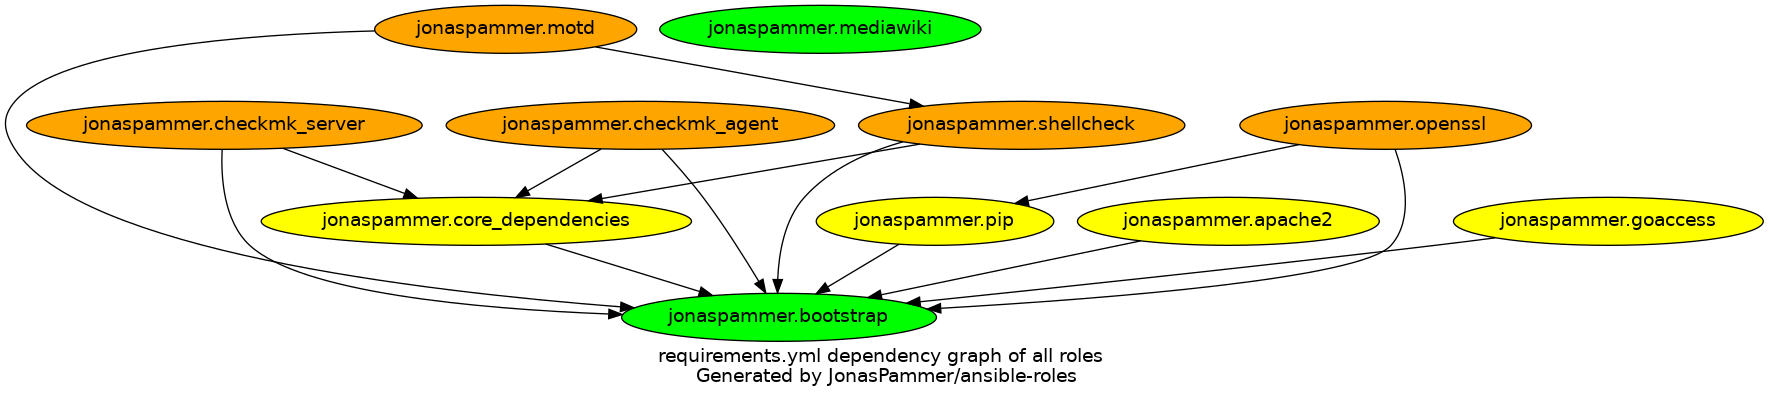 jonaspammer.motd
jonaspammer.mediawiki
jonaspammer.checkmk_server
jonaspammer.checkmk_agent
jonaspammer.shellcheck
jonaspammer.openssl
jonaspammer.core_dependencies
jonaspammer.pip
jonaspammer.apache2
jonaspammer.goaccess
jonaspammer.bootstrap
requirements.yml dependency graph of all roles
Generated by JonasPammer/ansible-roles